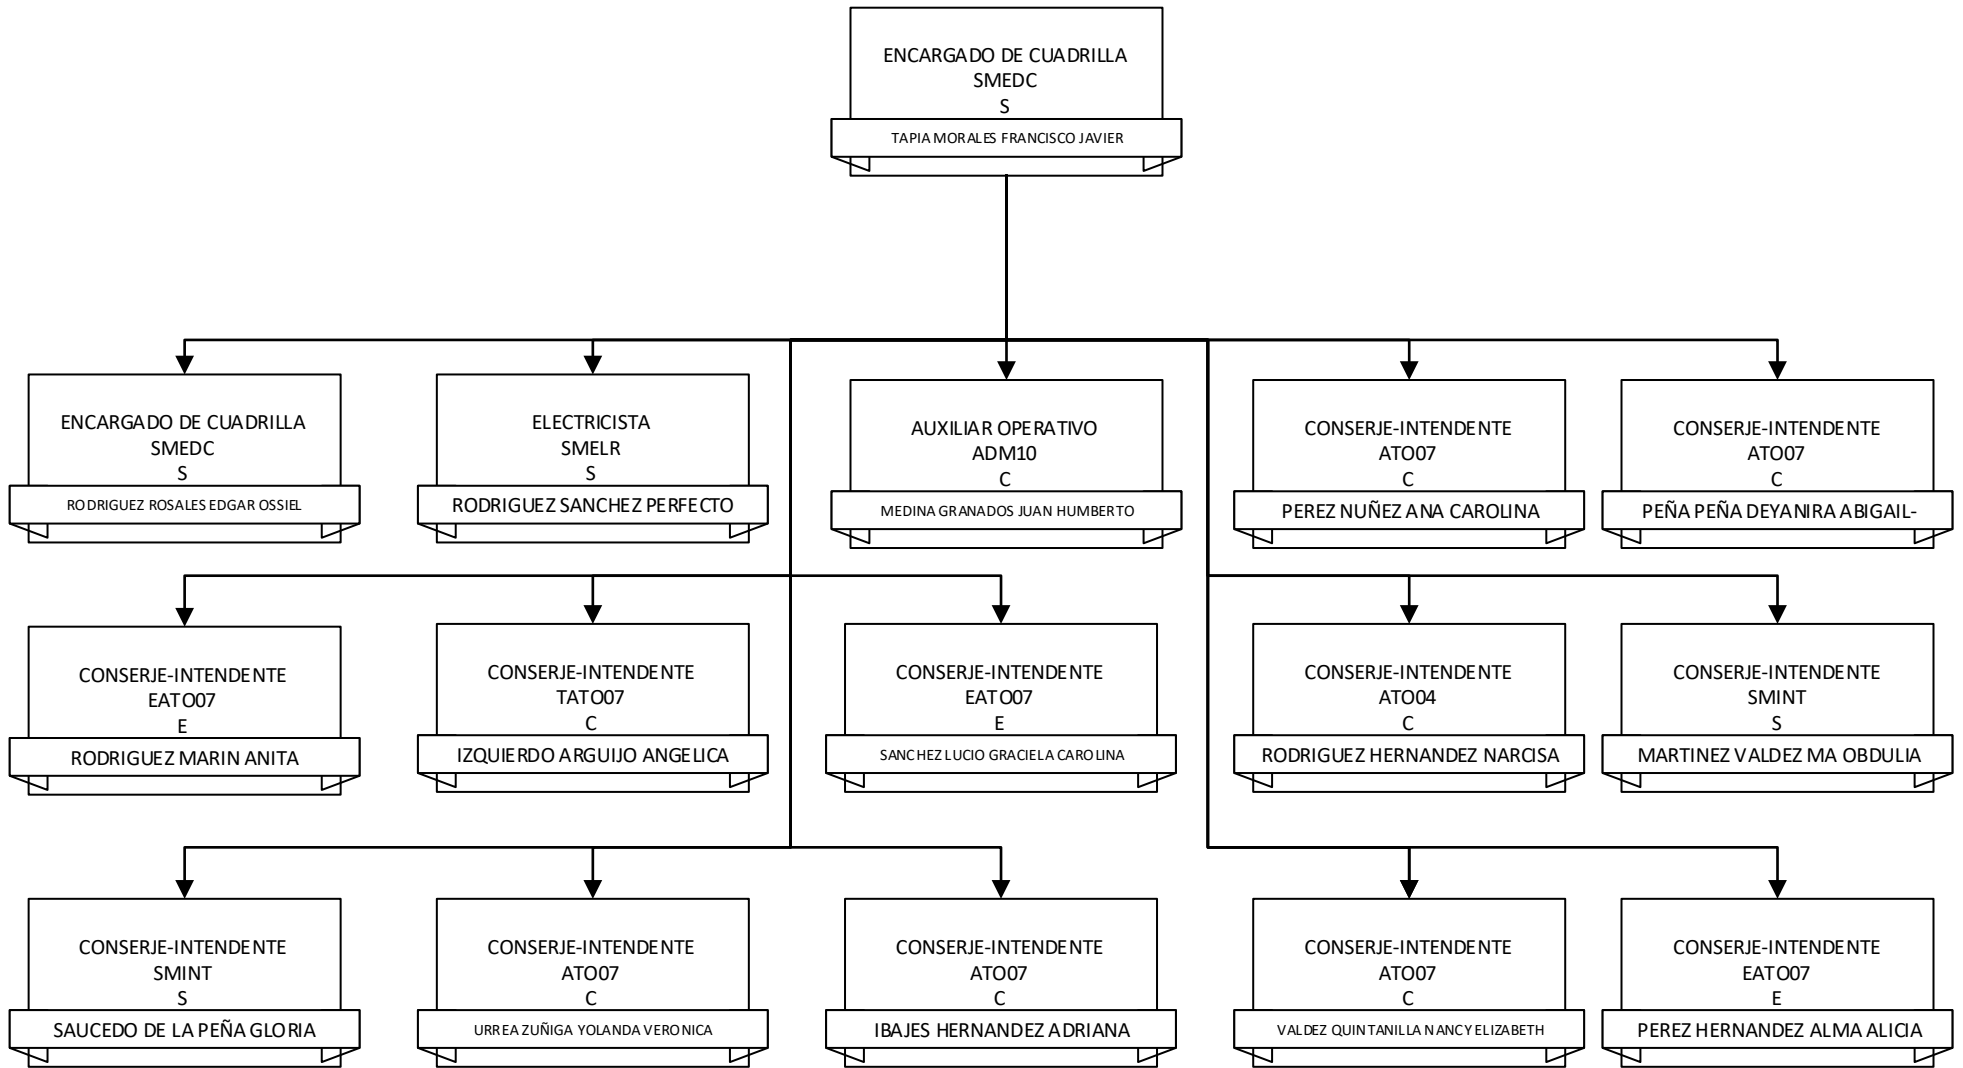 ENCARGADO DE CUADRILLA
SMEDC
S
TAPIA MORALES FRANCISCO JAVIER
ENCARGADO DE CUADRILLA
SMEDC
S
RODRIGUEZ ROSALES EDGAR OSSIEL
ELECTRICISTA
SMELR
S
RODRIGUEZ SANCHEZ PERFECTO
AUXILIAR OPERATIVO
ADM10
C
MEDINA GRANADOS JUAN HUMBERTO
CONSERJE-INTENDENTE
ATO07
C
PEREZ NUÑEZ ANA CAROLINA
CONSERJE-INTENDENTE
ATO07
C
PEÑA PEÑA DEYANIRA ABIGAIL-
CONSERJE-INTENDENTE
EATO07
E
RODRIGUEZ MARIN ANITA
CONSERJE-INTENDENTE
TATO07
C
IZQUIERDO ARGUIJO ANGELICA
CONSERJE-INTENDENTE
EATO07
E
SANCHEZ LUCIO GRACIELA CAROLINA
CONSERJE-INTENDENTE
ATO04
C
RODRIGUEZ HERNANDEZ NARCISA
CONSERJE-INTENDENTE
SMINT
S
MARTINEZ VALDEZ MA OBDULIA
CONSERJE-INTENDENTE
SMINT
S
SAUCEDO DE LA PEÑA GLORIA
CONSERJE-INTENDENTE
ATO07
C
URREA ZUÑIGA YOLANDA VERONICA
CONSERJE-INTENDENTE
ATO07
C
IBAJES HERNANDEZ ADRIANA
CONSERJE-INTENDENTE
ATO07
C
VALDEZ QUINTANILLA NANCY ELIZABETH
CONSERJE-INTENDENTE
EATO07
E
PEREZ HERNANDEZ ALMA ALICIA